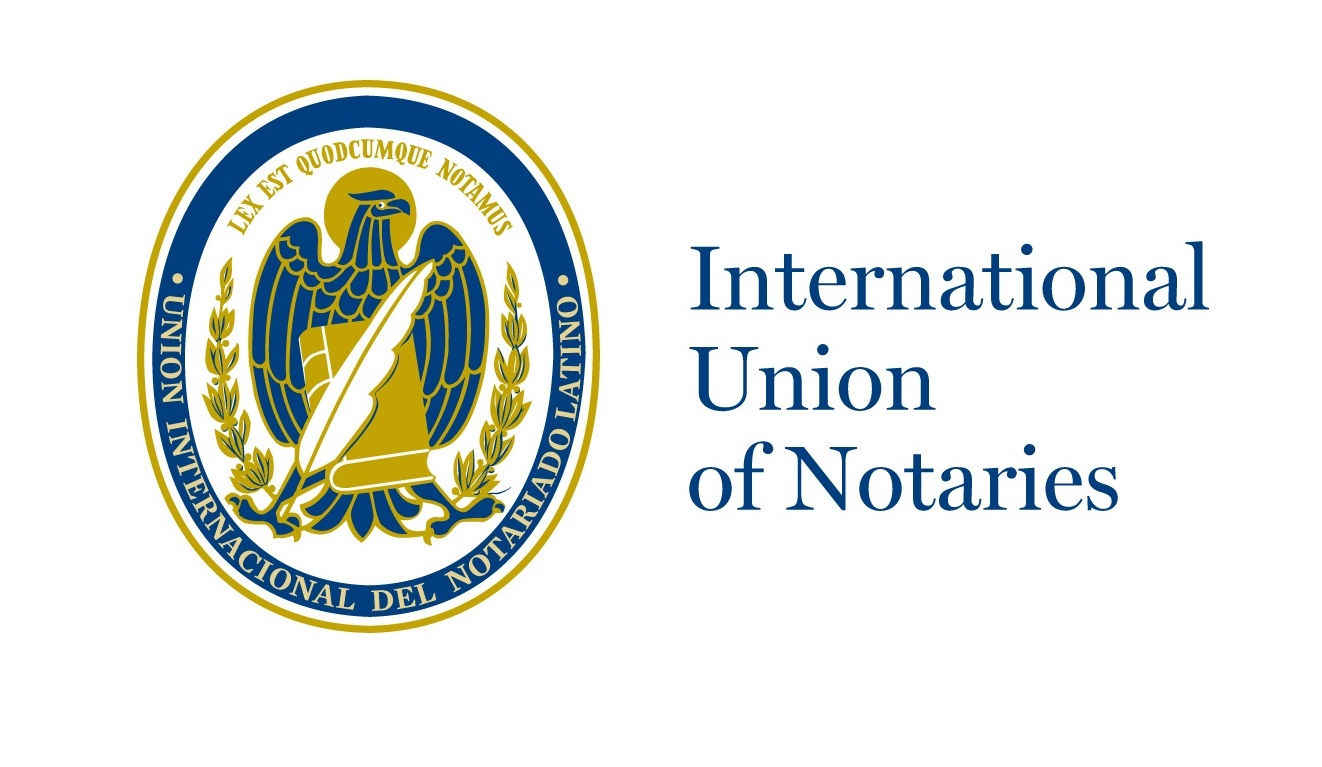 LEX EST QUODCUMQUE NOTAMUS
• UNION INTERNACIONAL DEL NOTARIADO LATINO •
International
Union
of Notaries